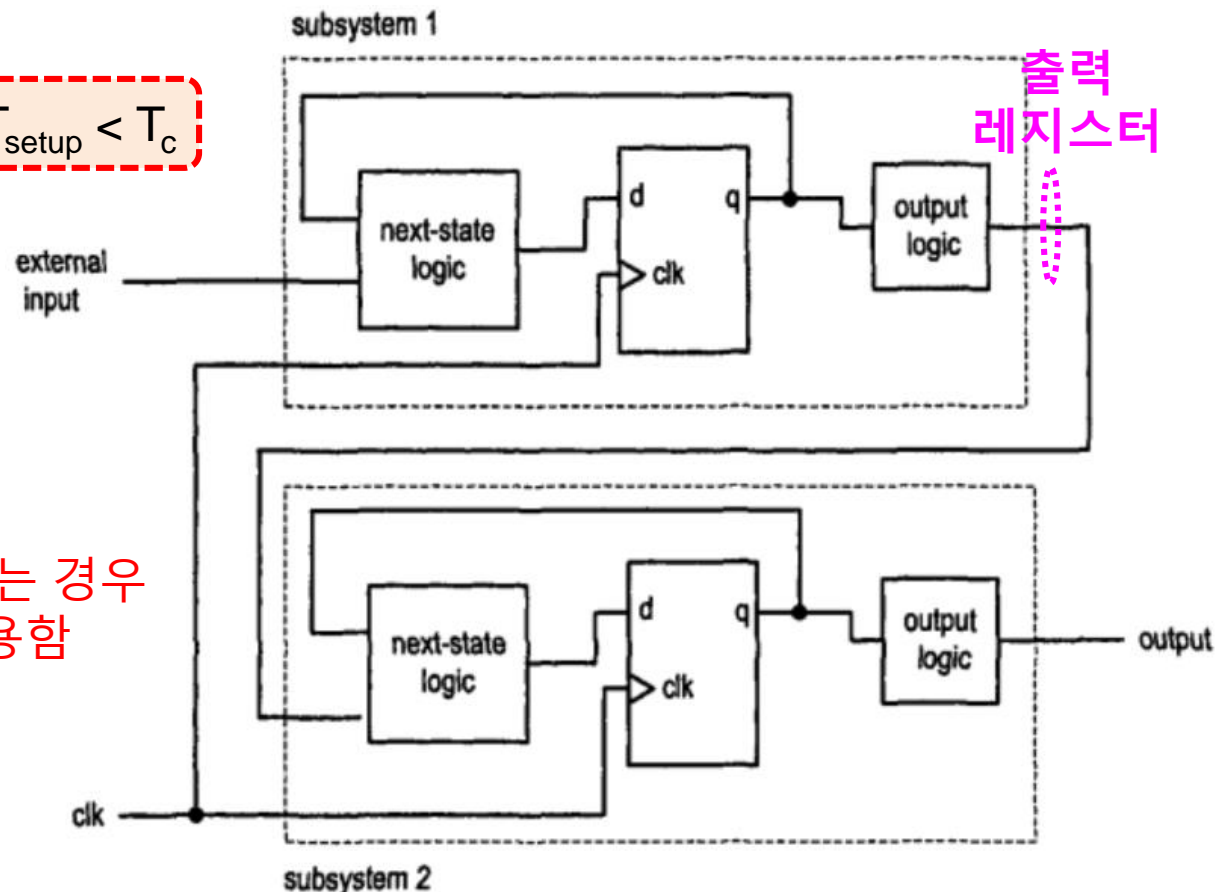 subsystem 1
출력
레지스터
setup < Tc
next-state
logic
d
q
clk
output
logic
external
input
는 경우
용함
next-state
logic
d
q
clk
output
logic
output
clk
subsystem 2